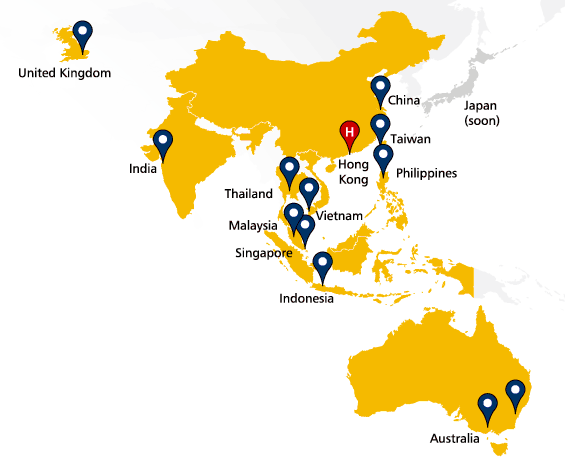 United Kingdom
China
Japan
(soon)
H
Taiwan
Hong
Kong
India
Philippines
Thailand
Vietnam
Malaysia
Singapore
Indonesia
Australia